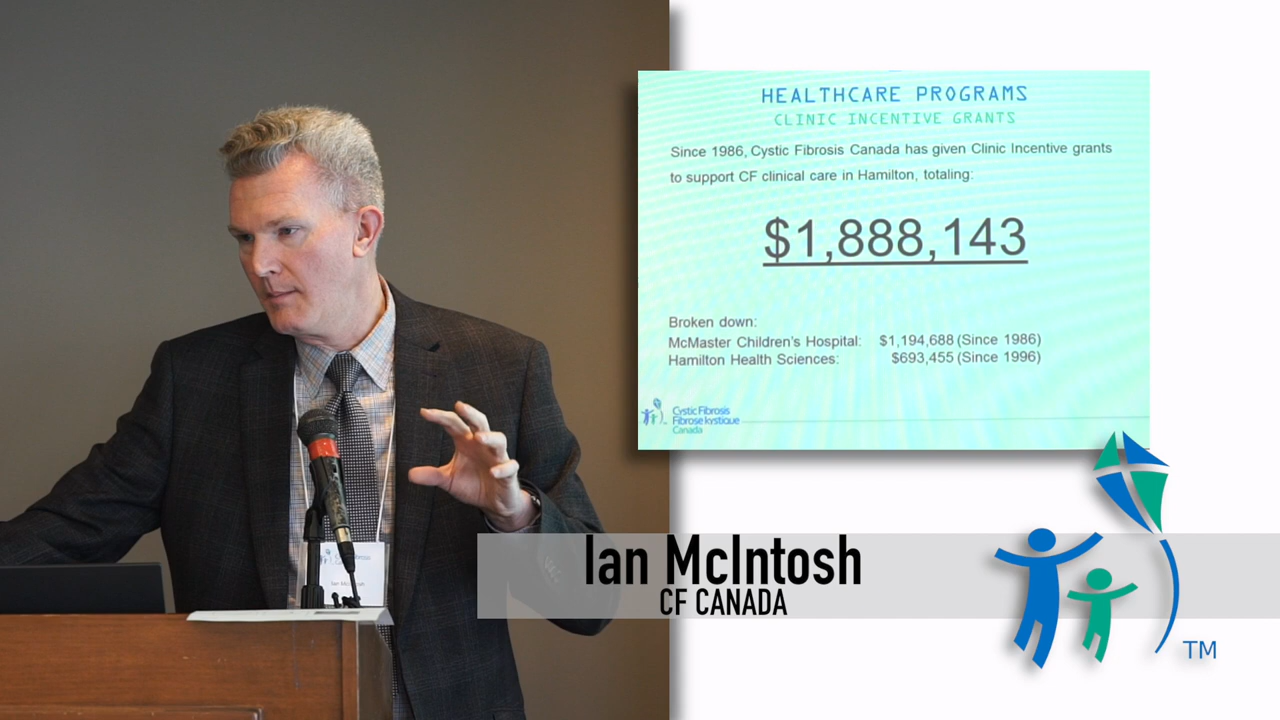 HEALTHCARE PROGRAMS
CLINIC INCENTIVE GRANTS
Since 1986, Cystic Fibrosis Canada has given Clinic Incentive grants
to support CF clinical care in Hamilton, totaling:
$1,888,143
Broken down:
McMaster Children's Hospital: $1,194,688 (Since 1986)
Hamilton Health Sciences: $693,455 (Since 1996)
Cystic Fibrosis
Fibrose kystique
Canada
Ian McIntosh
CF CANADA
TM